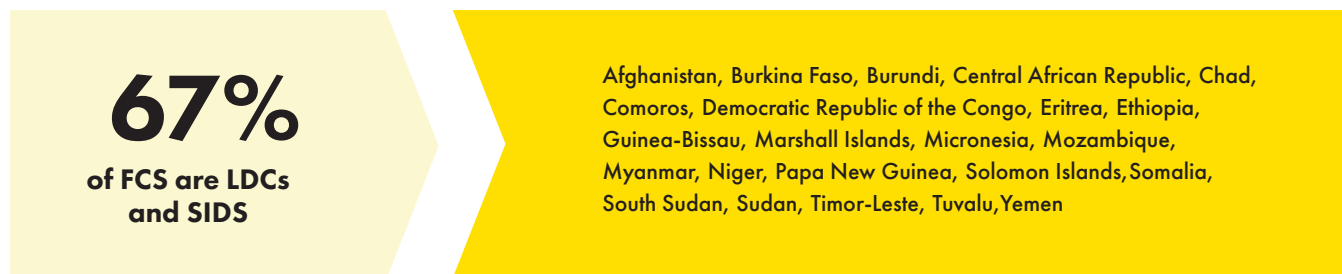 67%
of FCS are LDCs
and SIDS
Afghanistan, Burkina Faso, Burundi, Central African Republic, Chad,
Comoros, Democratic Republic of the Congo, Eritrea, Ethiopia,
Guinea-Bissau, Marshall Islands, Micronesia, Mozambique,
Myanmar, Niger, Papua New Guinea, Solomon Islands,Somalia,
South Sudan, Sudan, Timor-Leste, Tuvalu,Yemen